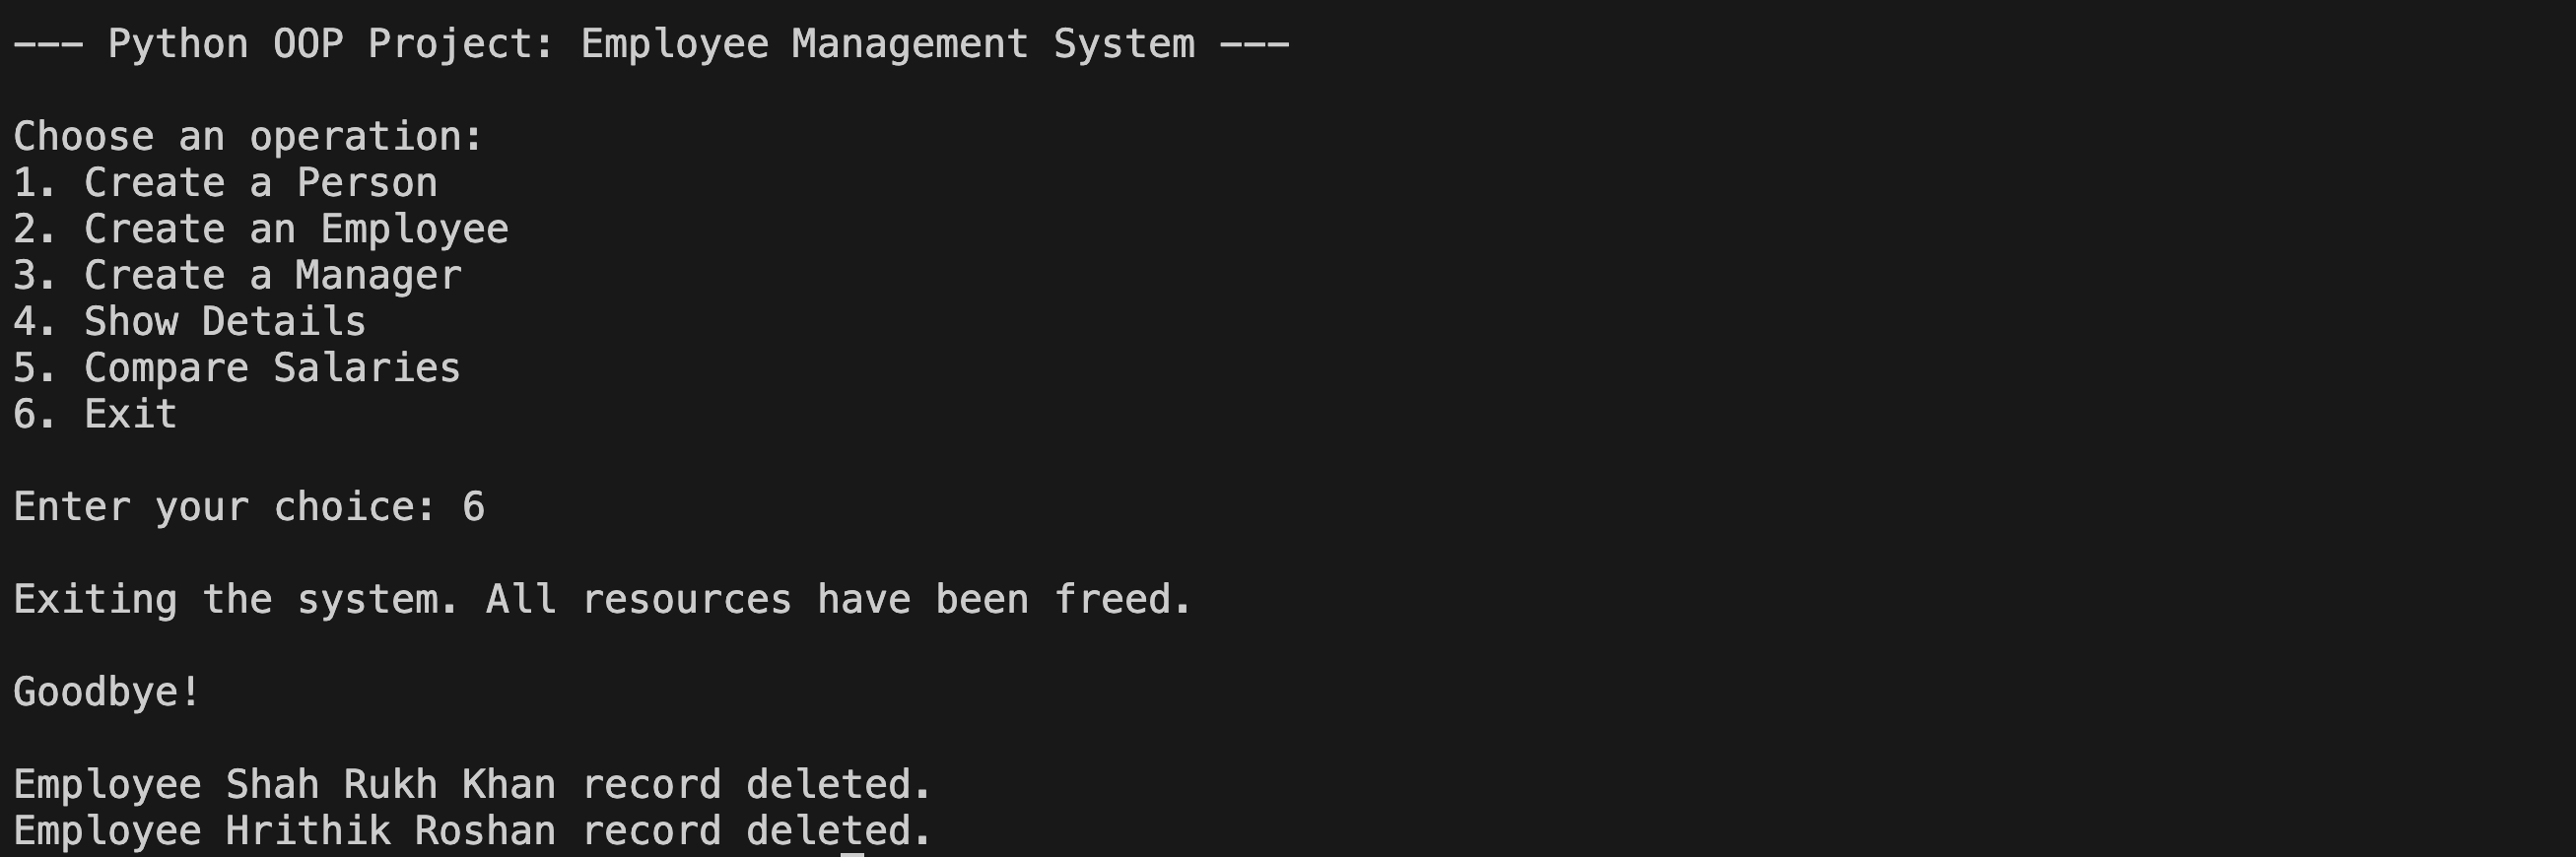 --- Python OOP Project: Employee Management System ---
Choose an operation:
1. Create a Person
2. Create an Employee
3. Create a Manager
4. Show Details
5. Compare Salaries
6. Exit
Enter your choice: 6
Exiting the system. All resources have been freed.
Goodbye!
Employee Shah Rukh Khan record deleted.
Employee Hrithik Roshan record deleted.